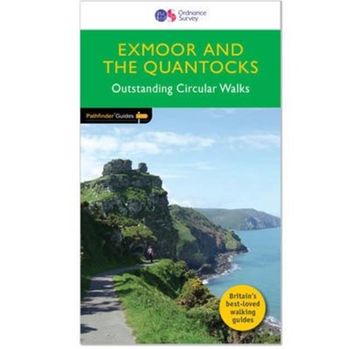 Ordnance
Survey
EXMOOR AND
THE QUANTOCKS
Outstanding Circular Walks
Pathfinder® Guides
Britain's
best-loved
walking
guides